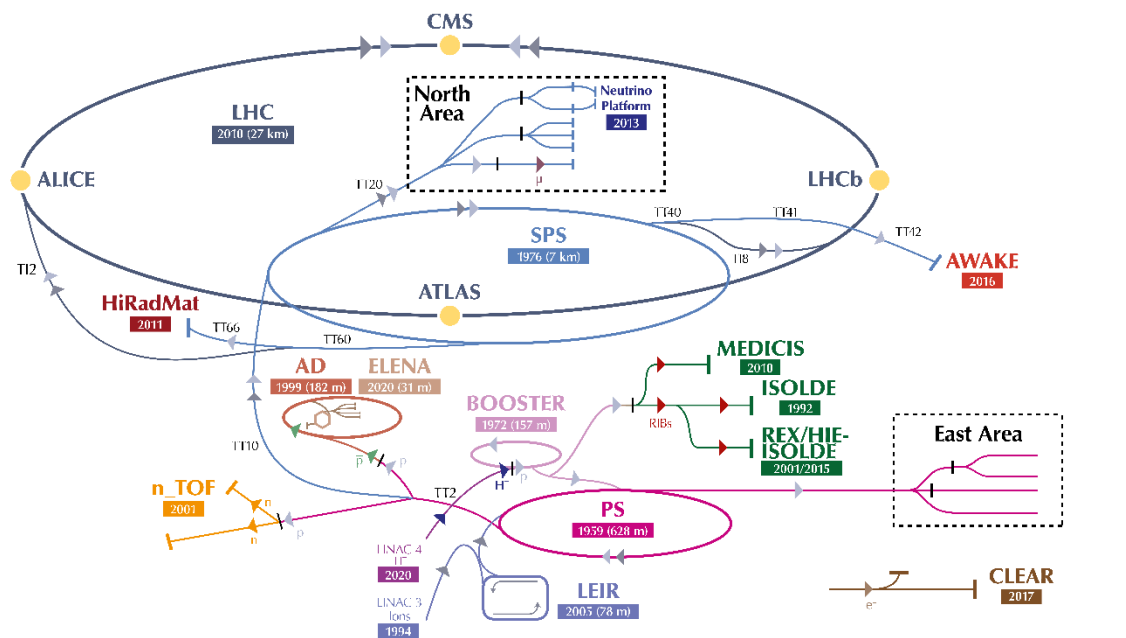 CMS
North
Area
Neutrino
Platform
2013
LHC
2010 (27 km)
ALICE
LHCb
TT20
μ
TT40
TT41
TT42
SPS
1976 (7 km)
TI8
TI2
AWAKE
2016
ATLAS
HiRadMat
2011
TT66
TT60
AD
1999 (182 m)
ELENA
2020 (31 m)
MEDICIS
2010
ISOLDE
1992
BOOSTER
1972 (157 m)
RIBs
REX/HIE-
ISOLDE
2001/2015
East Area
TT10
p̅
p
TT2
H⁻
p
n_TOF
2001
n
n
p
PS
1959 (628 m)
LINAC 4
H⁻
2020
LEIR
2005 (78 m)
LINAC 3
Ions
1994
e⁻
CLEAR
2017